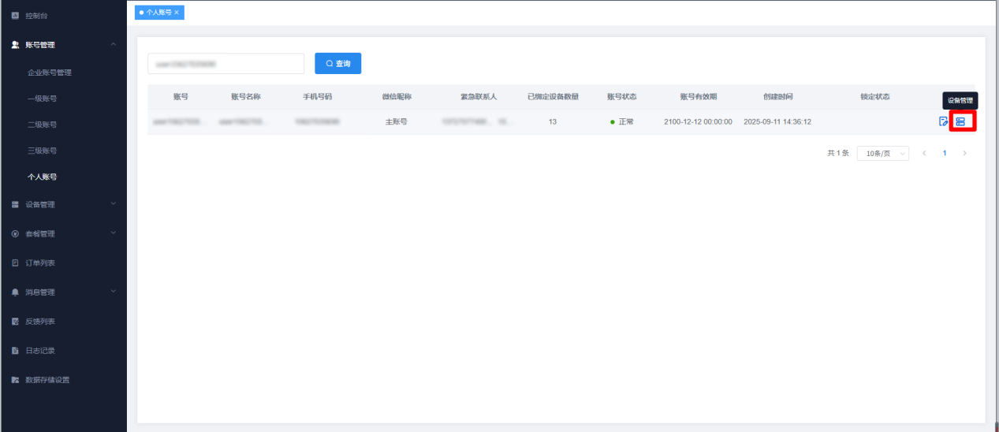 控制台
账号管理
企业账号管理
一级账号
二级账号
三级账号
个人账号
设备管理
套餐管理
订单列表
消息管理
反馈列表
日志记录
数据存储设置
个人账号 ×
查询
账号 账号名称 手机号码 微信昵称 紧急联系人 已绑定设备数量 账号状态 账号有效期 创建时间 锁定状态
设备管理
主账号 13 正常 2100-12-12 00:00:00 2025-09-11 14:36:12
共 1 条 10条/页 < 1 >